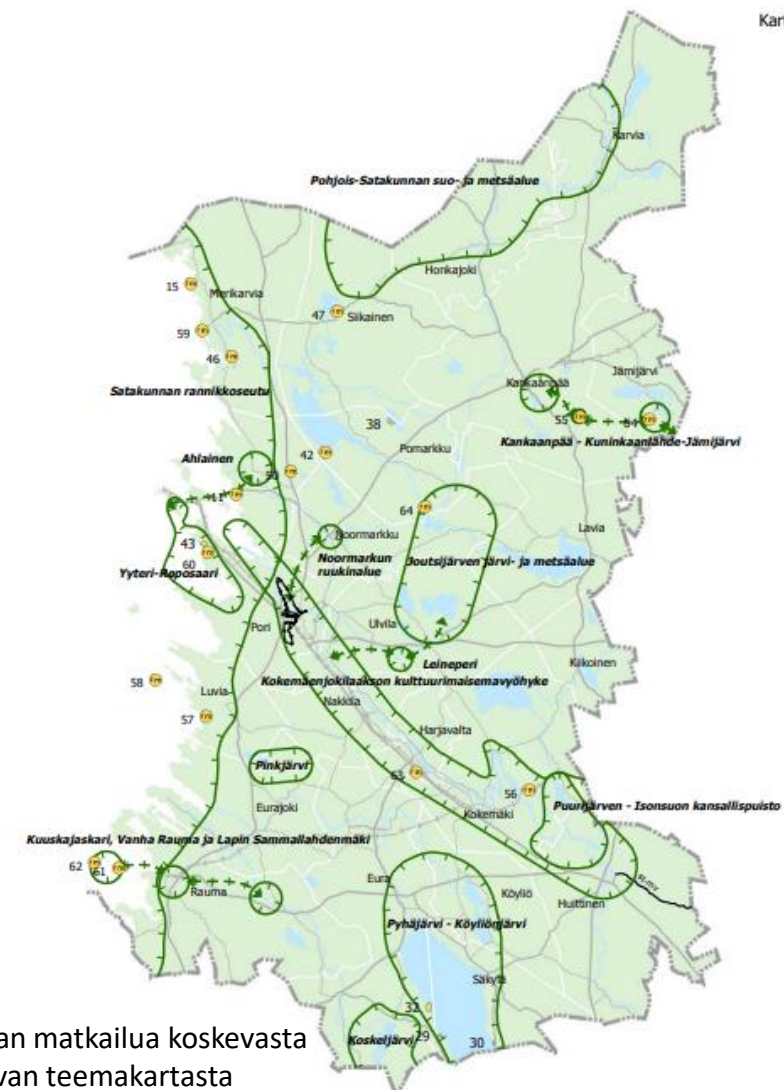 Kart
Karvia
Pohjois-Satakunnan suo- ja metsäalue
Honkajoki
15
Merikarvia
47
Siikainen
59
46
Jämijärvi
Kankaanpää
Satakunnan rannikkoseutu
38
55
54
Kankaanpää - Kuninkaanlähde-Jämijärvi
Ahlainen
42
Pomarkku
11
64
Lavia
43
Noormarkku
60
Noormarkun
ruukinalue
Joutsijärven järvi- ja metsäalue
Yyteri-Reposaari
Pori
Ulvila
Leineperi
Kiikoinen
Kokemäenjokilaakson kulttuurimaisemavyöhyke
58
Luvia
Nakkila
57
Harjavalta
Pinkjärvi
63
56
Eurajoki
Puurijärven - Isonsuon kansallispuisto
Kokemäki
Kuuskajaskari, Vanha Rauma ja Lapin Sammallahdenmäki
62
61
Eura
Rauma
Köyliö
Huittinen
Pyhäjärvi - Köyliönjärvi
Säkylä
32
Koskeljärvi
29
30
an matkailua koskevasta
van teemakartasta